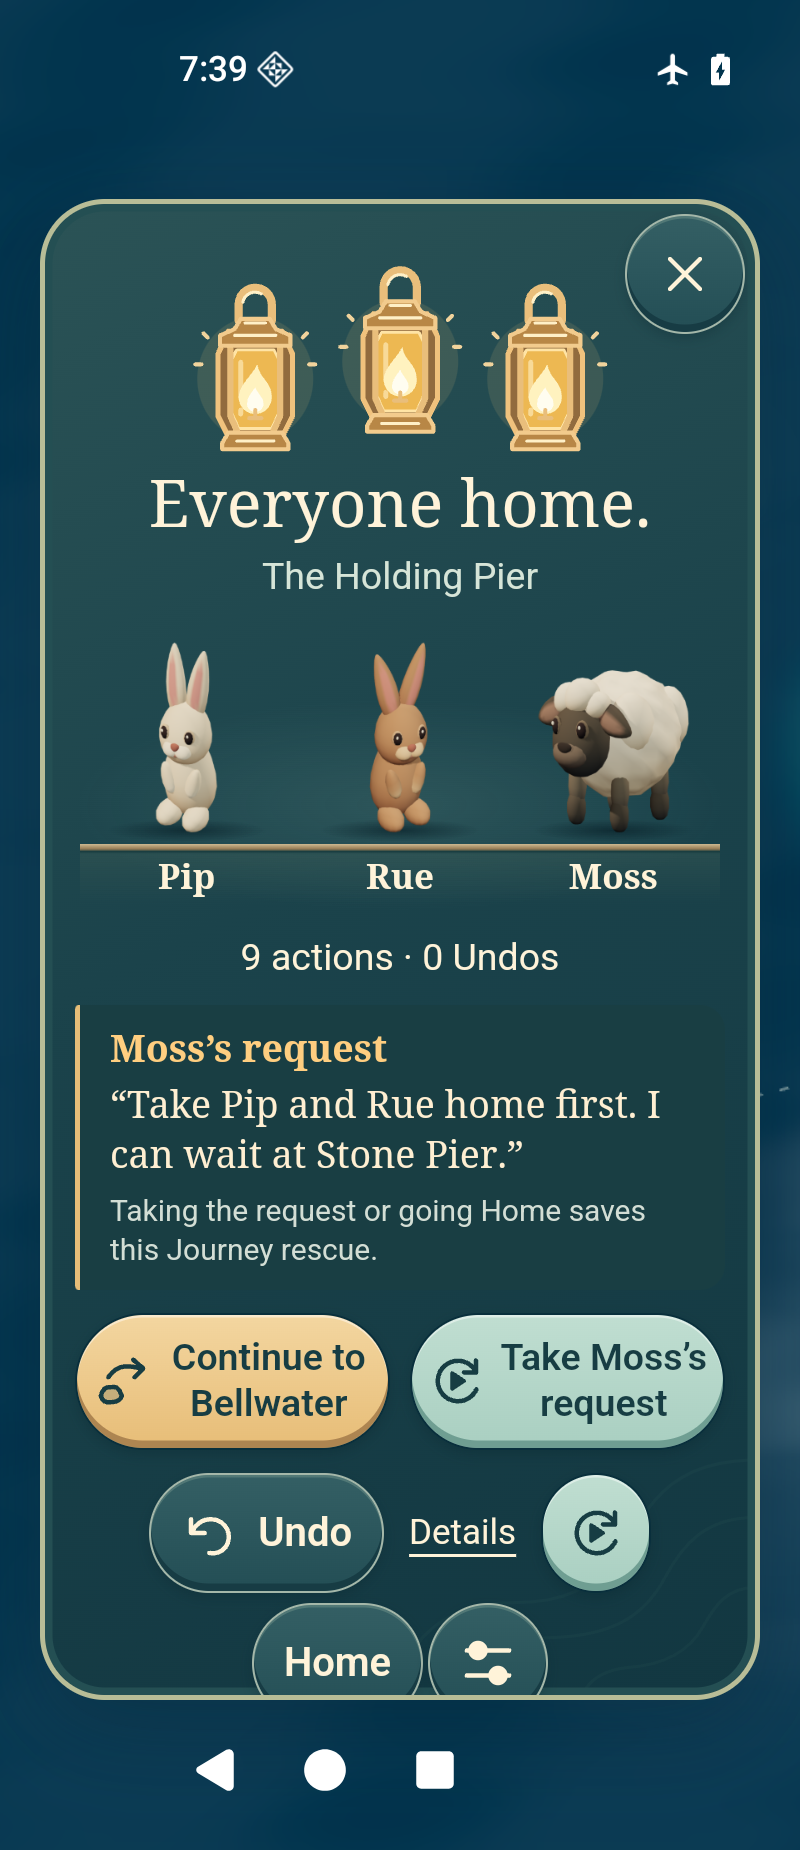 7:39
Everyone home.
The Holding Pier
Pip
Rue
Moss
9 actions · 0 Undos
Moss’s request
“Take Pip and Rue home first. I
can wait at Stone Pier.”
Taking the request or going Home saves
this Journey rescue.
Continue to
Bellwater
Take Moss’s
request
Undo
Details
Home